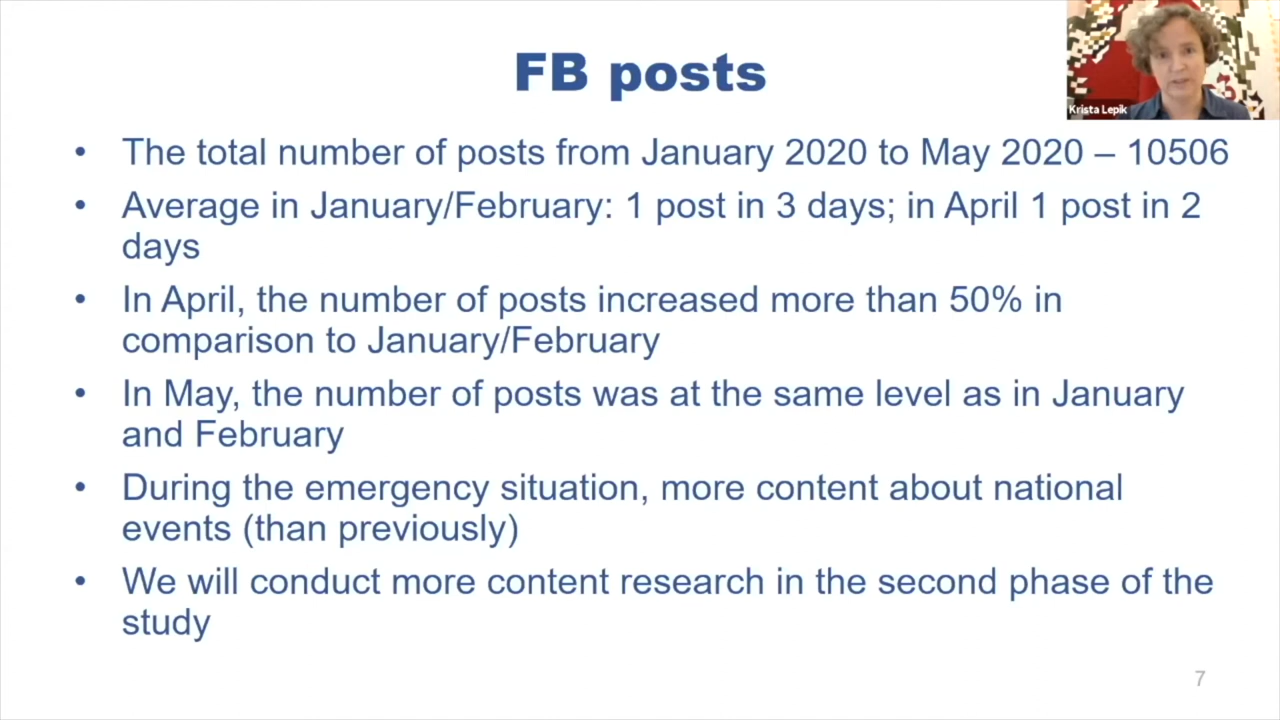 FB posts
Krista Lepik
• The total number of posts from January 2020 to May 2020 – 10506
• Average in January/February: 1 post in 3 days; in April 1 post in 2
days
• In April, the number of posts increased more than 50% in
comparison to January/February
• In May, the number of posts was at the same level as in January
and February
• During the emergency situation, more content about national
events (than previously)
• We will conduct more content research in the second phase of the
study
7